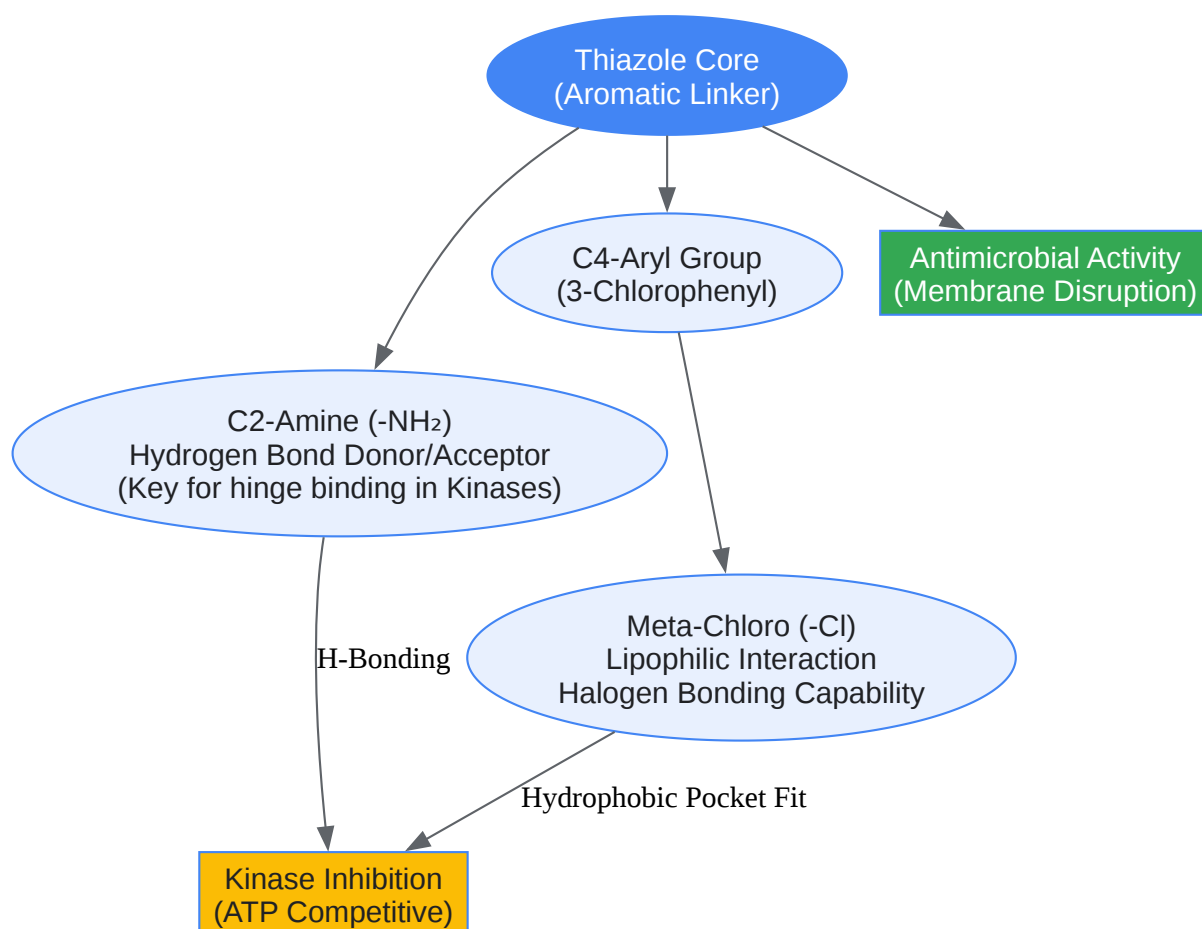 Thiazole Core
(Aromatic Linker)
C4-Aryl Group
(3-Chlorophenyl)
Antimicrobial Activity
(Membrane Disruption)
C2-Amine (-NH₂)
Hydrogen Bond Donor/Acceptor
(Key for hinge binding in Kinases)
Meta-Chloro (-Cl)
Lipophilic Interaction
Halogen Bonding Capability
H-Bonding
Hydrophobic Pocket Fit
Kinase Inhibition
(ATP Competitive)